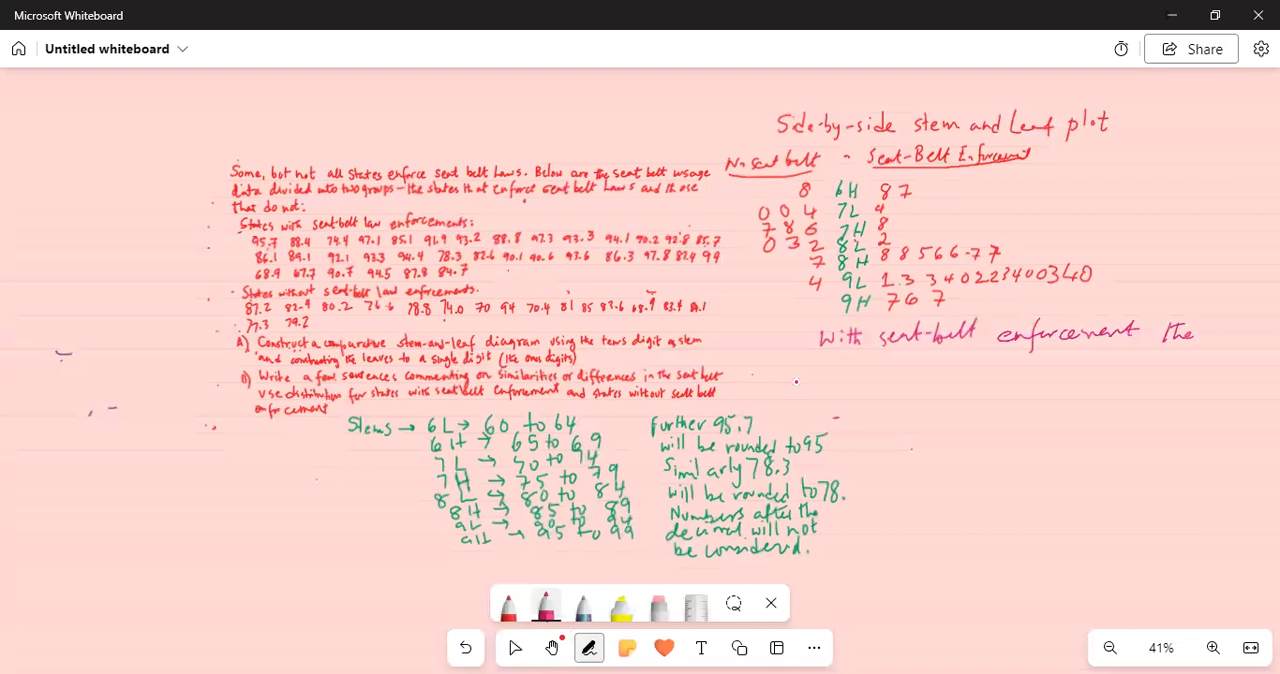 Microsoft Whiteboard
Untitled whiteboard
Share
Side-by-side stem and Leaf plot
No seat belt - Seat-Belt Enforcement
8 6H 8 7
0 0 4 7L 4
7 8 6 7H 8
0 3 2 8L 2
7 8H 8 8 5 6 6 - 7 7
4 9L 1 3 3 4 0 2 2 3 4 0 0 3 4 0
9H 7 6 7
With seat-belt enforcement the
Some, but not all states enforce seat belt Laws. Below are the seat belt usage
data divided into two groups - the states that enforce seat belt Laws and those
that do not:
States with seatbelt law enforcements:
95.7 88.4 74.4 97.1 85.1 91.9 93.2 88.8 97.3 93.3 94.1 90.2 92.8 85.7
86.1 89.1 92.1 93.3 94.4 78.3 82.6 90.1 90.6 93.6 86.3 97.8 87.4 99
68.9 67.7 90.7 94.5 87.8 84.7
States without seatbelt law enforcements.
87.2 82.9 80.2 76.6 78.8 74.0 70 94 70.4 81 85 83.6 68.9 83.4 81.1
77.3 79.2
A) Construct a comparative stem-and-leaf diagram using the tens digit as stem
and constructing the leaves to a single digit (the ones digits)
B) Write a few sentences commenting on similarities or differences in the seat belt
use distribution for states with seat belt enforcement and states without seat belt
enforcement
Stems → 6L → 60 to 64
6H → 65 to 69
7L → 70 to 74
7H → 75 to 79
8L → 80 to 84
8H → 85 to 89
9L → 90 to 94
9H → 95 to 99
further 95.7
will be rounded to 95
Similarly 78.3
will be rounded to 78.
Numbers after the
decimal will not
be considered.
41%